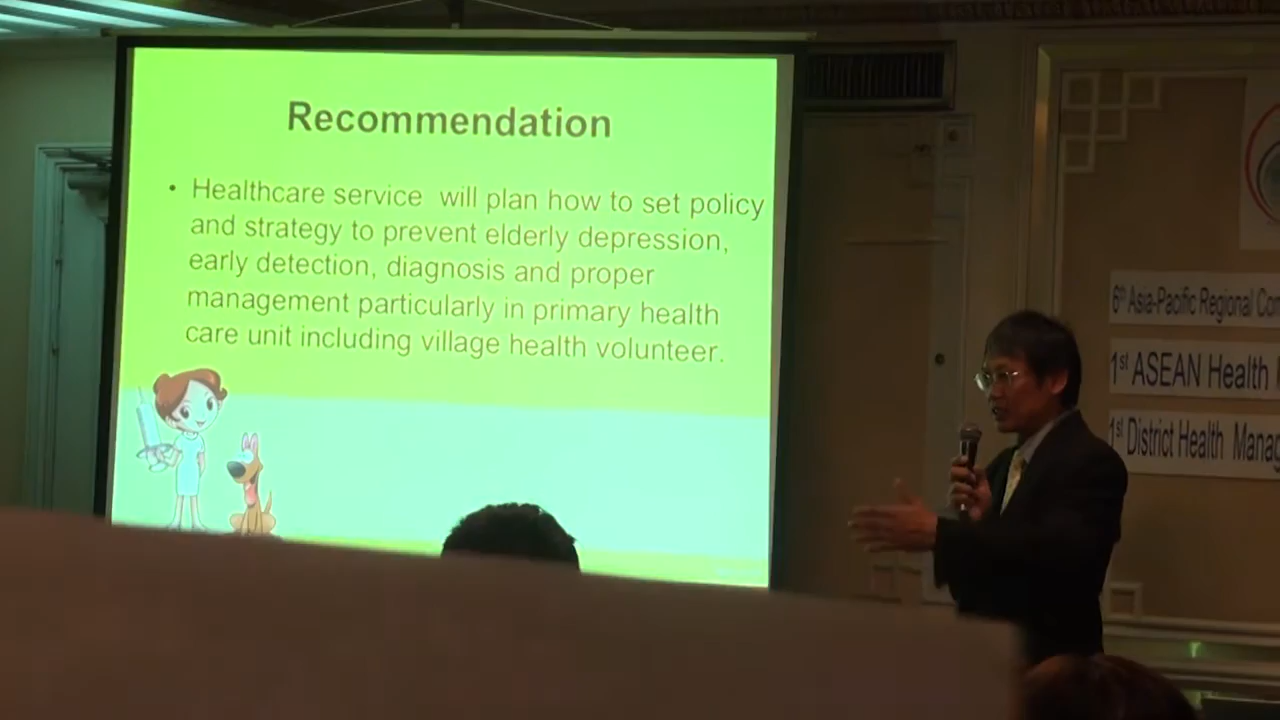 Recommendation
• Healthcare service will plan how to set policy
and strategy to prevent elderly depression,
early detection, diagnosis and proper
management particularly in primary health
care unit including village health volunteer.
6th Asia-Pacific Regional
1st ASEAN Health
1st District Health